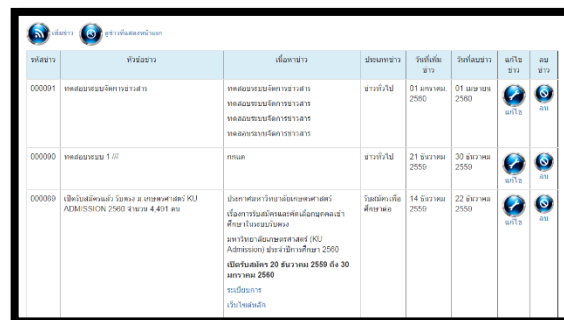 เพิ่มข่าว ดูข่าวที่แสดงหน้าแรก
รหัสข่าว หัวข้อข่าว เนื้อหาข่าว ประเภทข่าว วันที่เพิ่ม วันที่ลบข่าว แก้ไข ลบ
ข่าว ข่าว ข่าว
000091 ทดสอบระบบจัดการข่าวสาร ทดสอบระบบจัดการข่าวสาร ข่าวทั่วไป 01 มกราคม 01 เมษายน
2560 2560
ทดสอบระบบจัดการข่าวสาร
ทดสอบระบบจัดการข่าวสาร
แก้ไข ลบ
ทดสอบระบบจัดการข่าวสาร
000090 ทดสอบระบบ 1 /// กกแด ข่าวทั่วไป 21 ธันวาคม 30 ธันวาคม
2559 2559
แก้ไข ลบ
000089 เปิดรับสมัครแล้ว รับตรง ม.เกษตรศาสตร์ KU ประกาศมหาวิทยาลัยเกษตรศาสตร์ รับสมัครเพื่อ 14 ธันวาคม 22 ธันวาคม
ADMISSION 2560 จำนวน 4,491 คน ศึกษาต่อ 2559 2559
เรื่องการรับสมัครและคัดเลือกบุคคลเข้า
ศึกษาในระบบรับตรง
แก้ไข ลบ
มหาวิทยาลัยเกษตรศาสตร์ (KU
Admission) ประจำปีการศึกษา 2560
เปิดรับสมัคร 20 ธันวาคม 2559 ถึง 30
มกราคม 2560
ระเบียบการ
เว็บไซต์หลัก